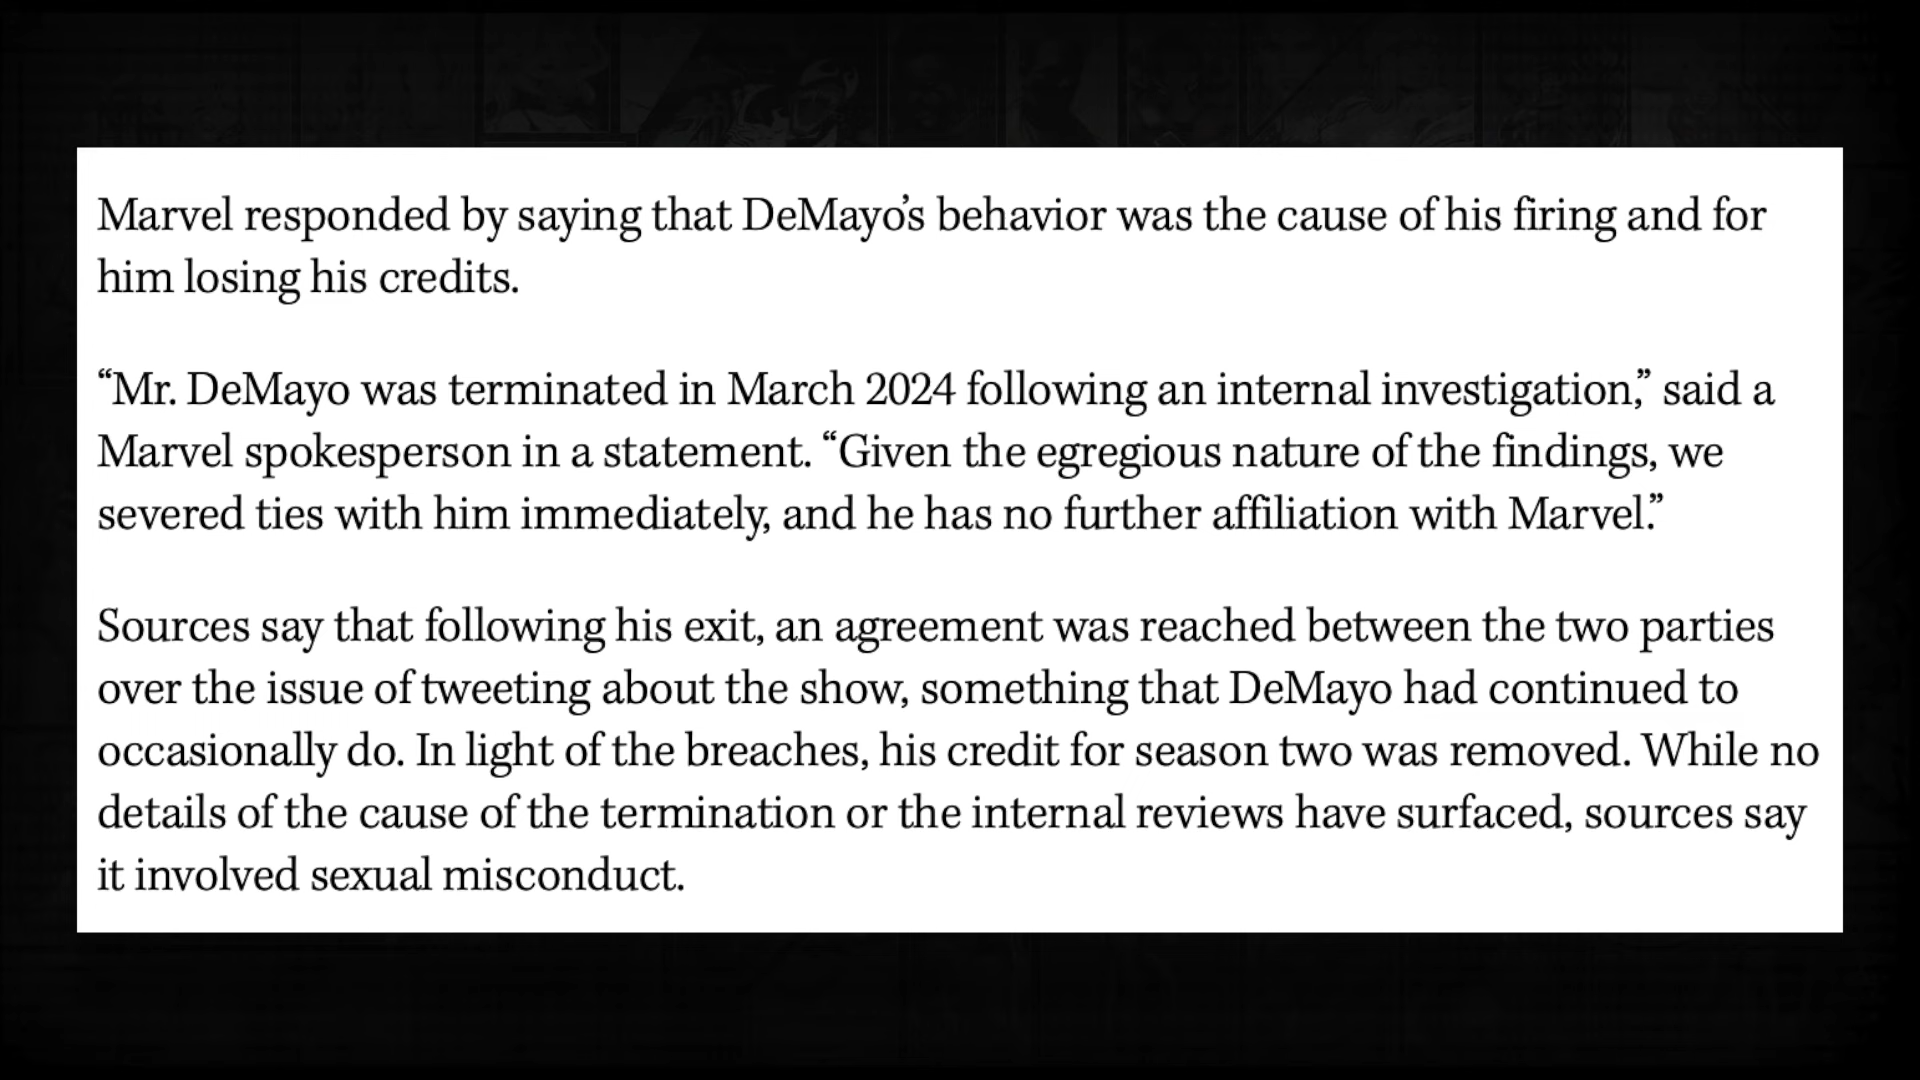 Marvel responded by saying that DeMayo’s behavior was the cause of his firing and for
him losing his credits.
“Mr. DeMayo was terminated in March 2024 following an internal investigation,” said a
Marvel spokesperson in a statement. “Given the egregious nature of the findings, we
severed ties with him immediately, and he has no further affiliation with Marvel.”
Sources say that following his exit, an agreement was reached between the two parties
over the issue of tweeting about the show, something that DeMayo had continued to
occasionally do. In light of the breaches, his credit for season two was removed. While no
details of the cause of the termination or the internal reviews have surfaced, sources say
it involved sexual misconduct.